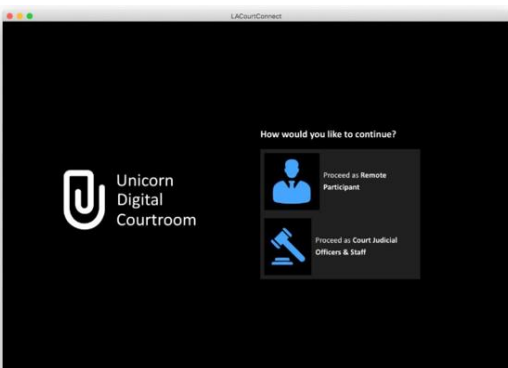 LACourtConnect
How would you like to continue?
Unicorn
Digital
Courtroom
Proceed as Remote
Participant
Proceed as Court Judicial
Officers & Staff